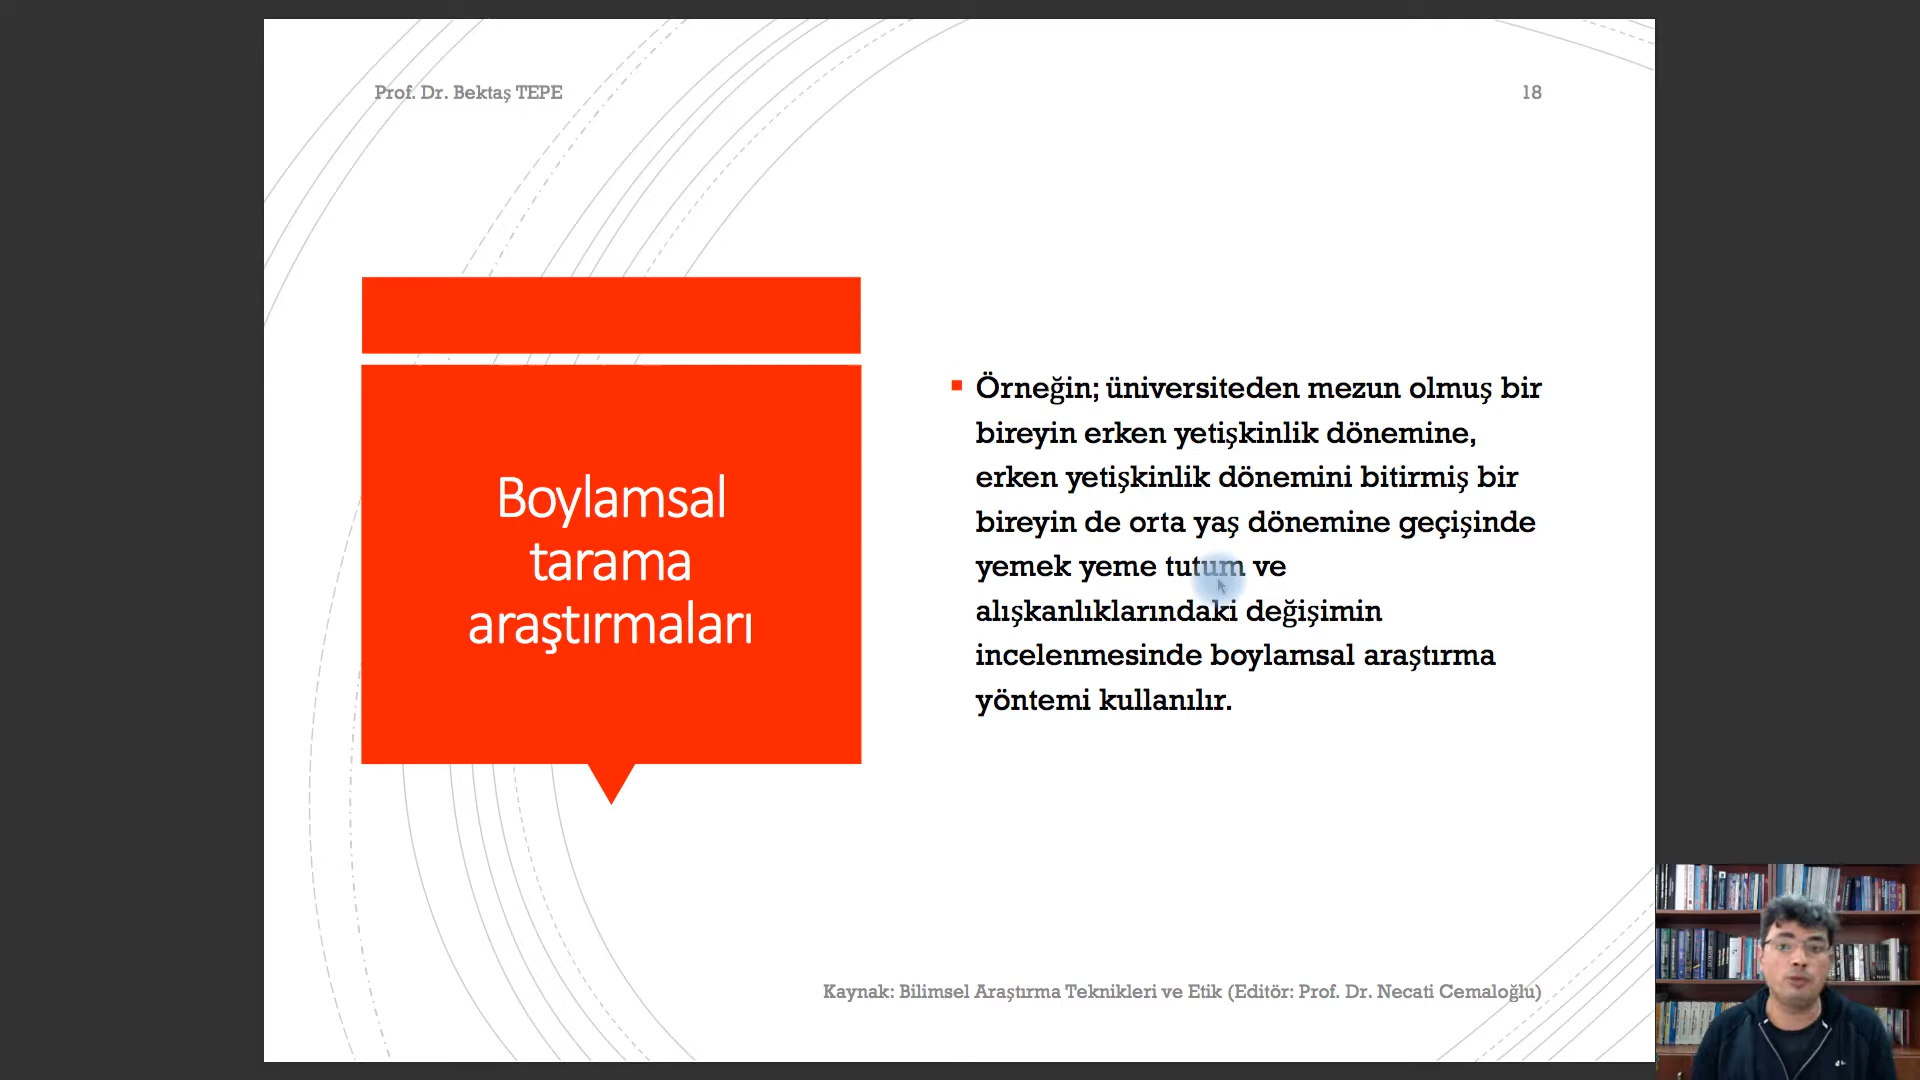 Prof. Dr. Bektaş TEPE
18
Boylamsal
tarama
araştırmaları
Örneğin; üniversiteden mezun olmuş bir
bireyin erken yetişkinlik dönemine,
erken yetişkinlik dönemini bitirmiş bir
bireyin de orta yaş dönemine geçişinde
yemek yeme tutum ve
alışkanlıklarındaki değişimin
incelenmesinde boylamsal araştırma
yöntemi kullanılır.
Kaynak: Bilimsel Araştırma Teknikleri ve Etik (Editör: Prof. Dr. Necati Cemaloğlu)